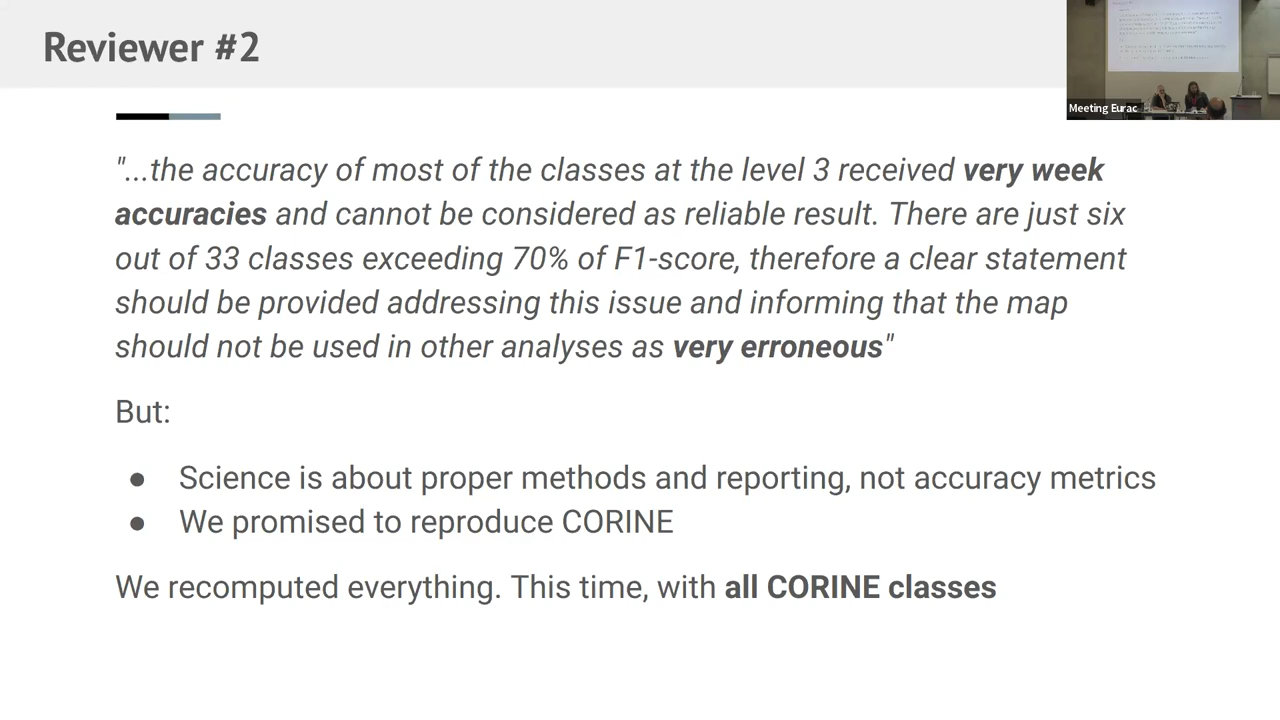 Reviewer #2
Meeting Eurac
"...the accuracy of most of the classes at the level 3 received very week
accuracies and cannot be considered as reliable result. There are just six
out of 33 classes exceeding 70% of F1-score, therefore a clear statement
should be provided addressing this issue and informing that the map
should not be used in other analyses as very erroneous"
But:
● Science is about proper methods and reporting, not accuracy metrics
● We promised to reproduce CORINE
We recomputed everything. This time, with all CORINE classes